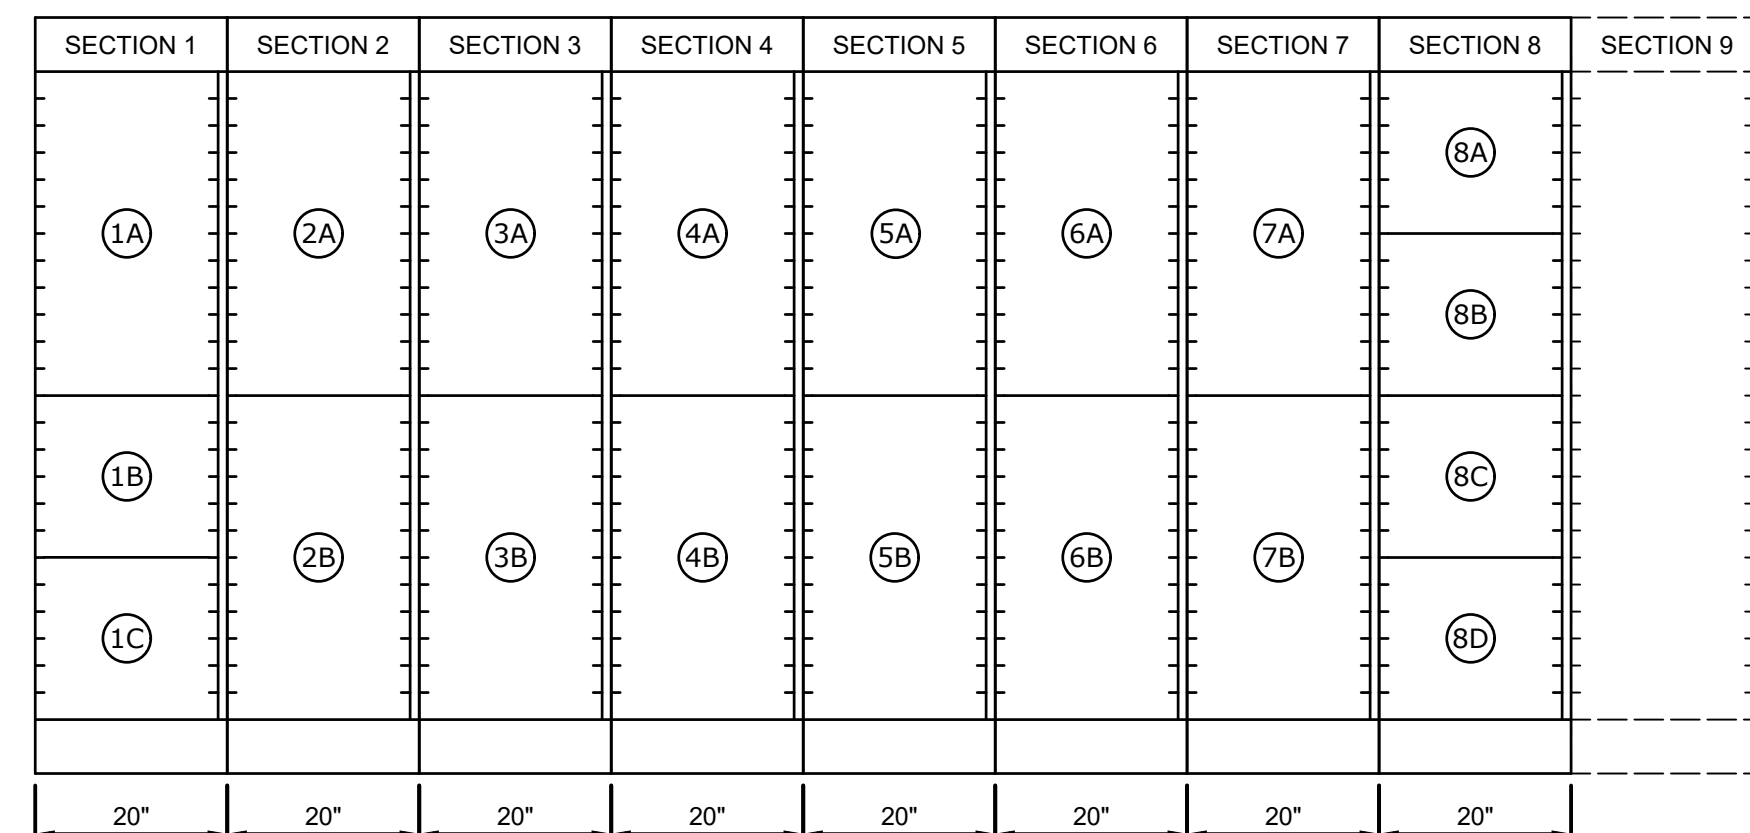 SECTION 1 SECTION 2 SECTION 3 SECTION 4 SECTION 5 SECTION 6 SECTION 7 SECTION 8 SECTION 9
8A
1A 2A 3A 4A 5A 6A 7A
8B
1B 8C
2B 3B 4B 5B 6B 7B
1C 8D
20" 20" 20" 20" 20" 20" 20" 20"